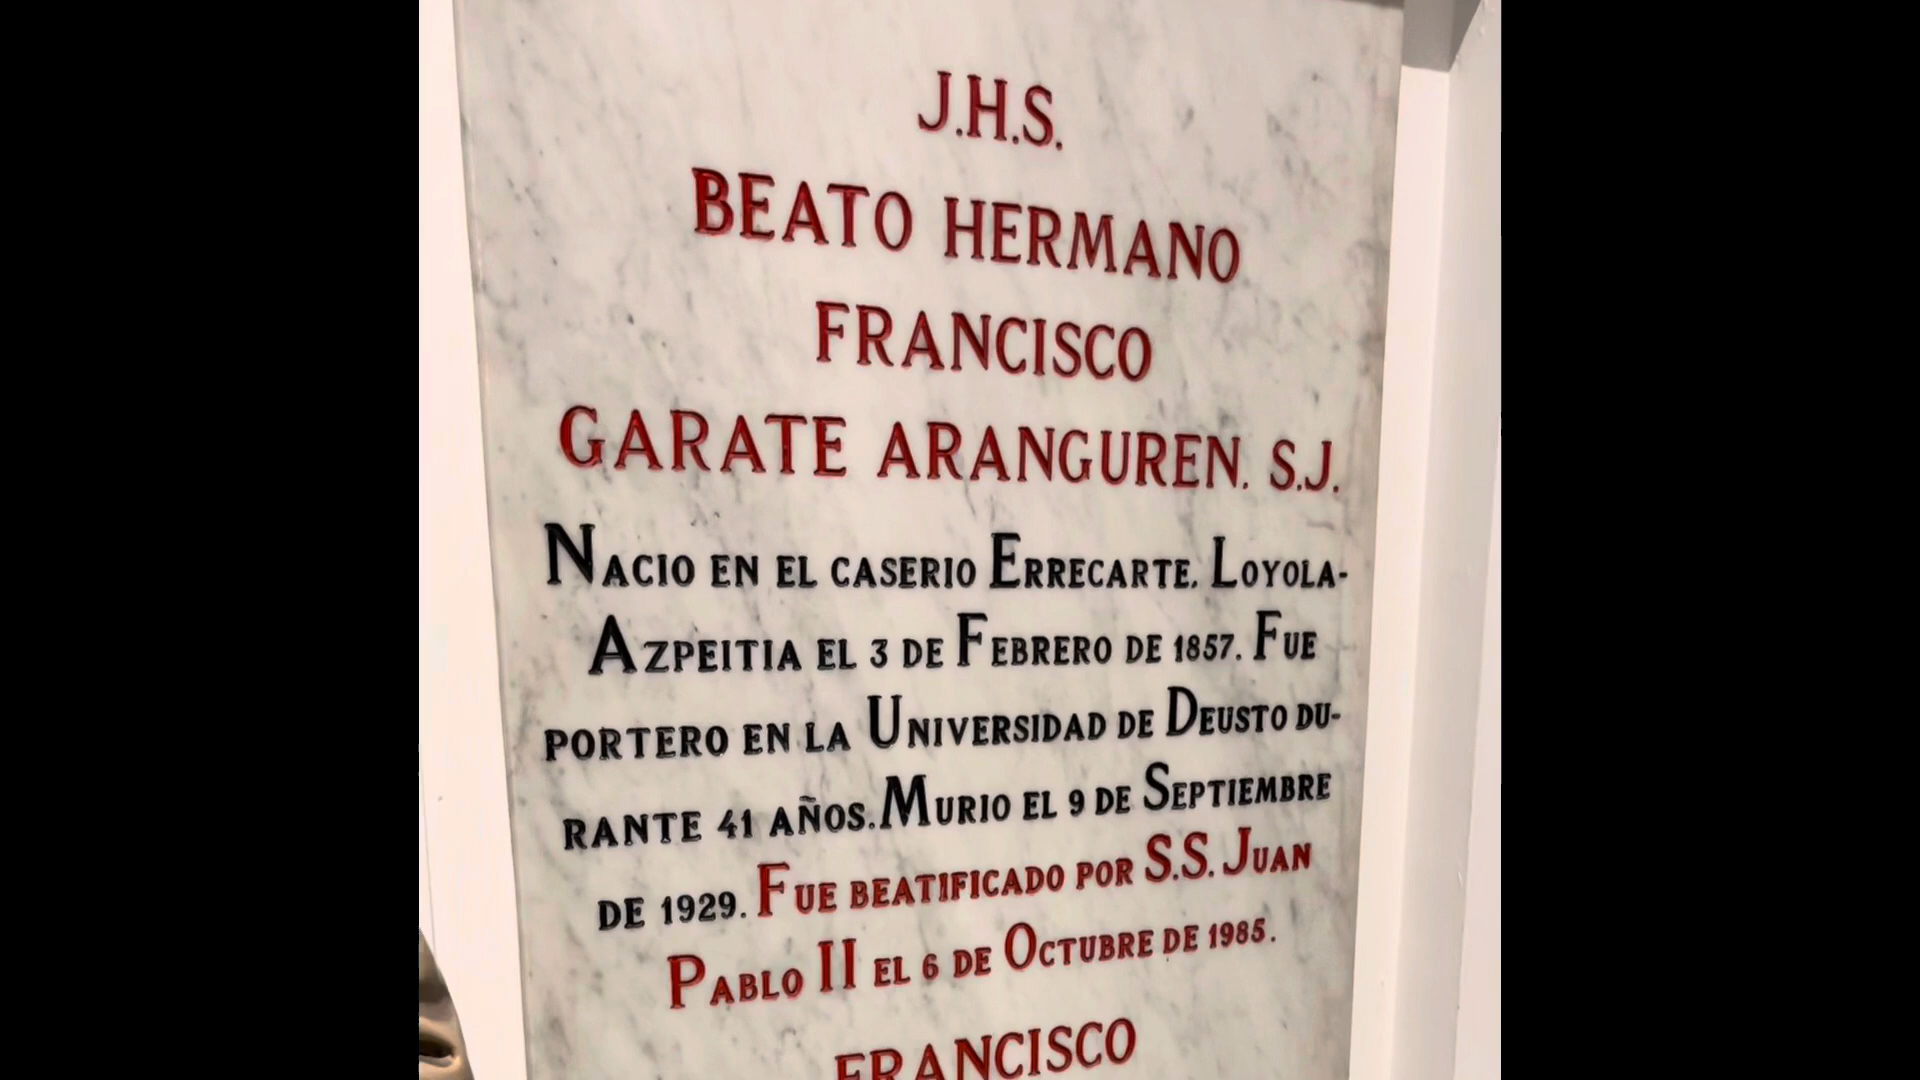 J.H.S.
BEATO HERMANO
FRANCISCO
GARATE ARANGUREN. S.J.
NACIO EN EL CASERIO ERRECARTE. LOYOLA-
AZPEITIA EL 3 DE FEBRERO DE 1857. FUE
PORTERO EN LA UNIVERSIDAD DE DEUSTO DU-
RANTE 41 AÑOS. MURIO EL 9 DE SEPTIEMBRE
DE 1929. FUE BEATIFICADO POR S.S. JUAN
PABLO II EL 6 DE OCTUBRE DE 1985.
FRANCISCO